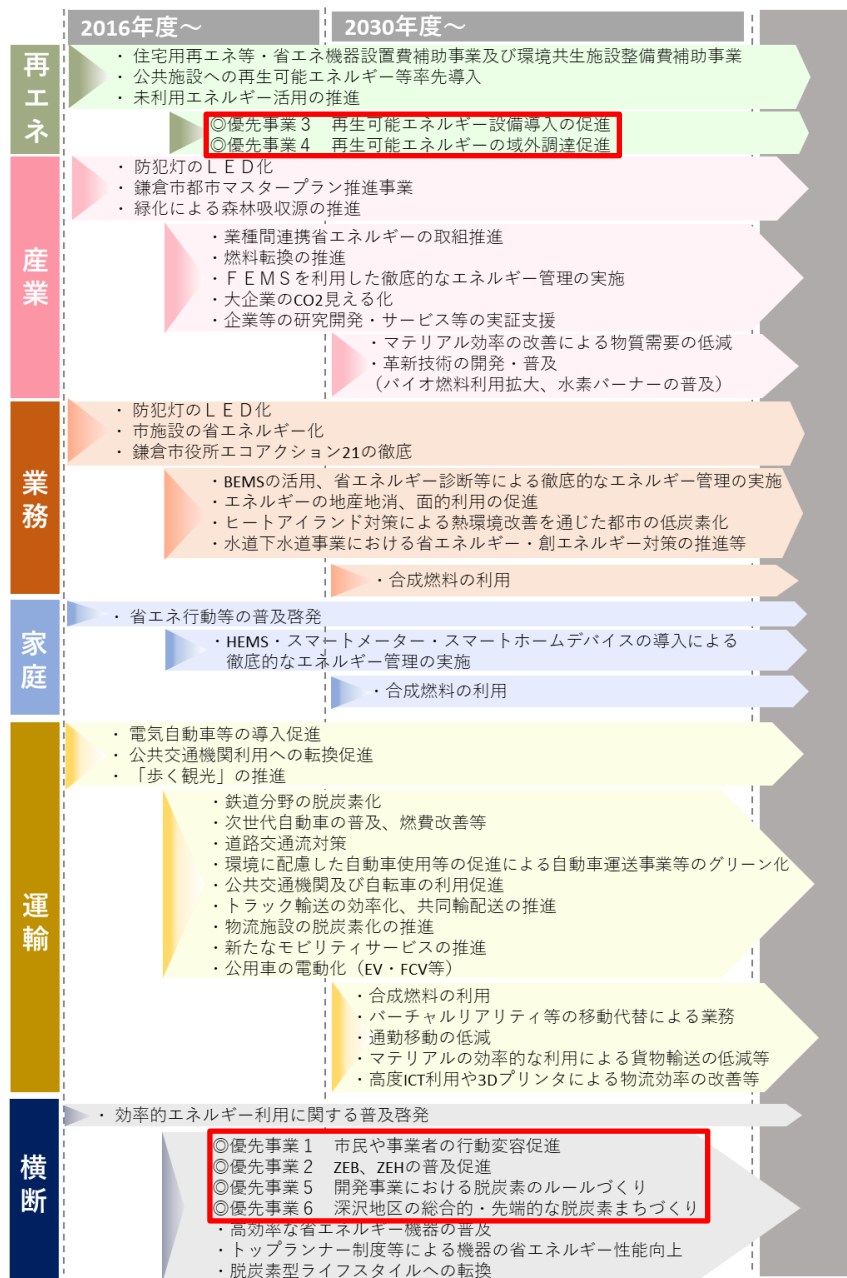 2016年度～
2030年度～
再エネ
・ 住宅用再エネ等・省エネ機器設置費補助事業及び環境共生施設整備費補助事業
・ 公共施設への再生可能エネルギー等率先導入
・ 未利用エネルギー活用の推進
◎優先事業３　再生可能エネルギー設備導入の促進
◎優先事業４　再生可能エネルギーの域外調達促進
産業
・ 防犯灯のＬＥＤ化
・ 鎌倉市都市マスタープラン推進事業
・ 緑化による森林吸収源の推進
・業種間連携省エネルギーの取組推進
・燃料転換の推進
・ＦＥＭＳを利用した徹底的なエネルギー管理の実施
・大企業のCO2見える化
・企業等の研究開発・サービス等の実証支援
・マテリアル効率の改善による物質需要の低減
・革新技術の開発・普及
（バイオ燃料利用拡大、水素バーナーの普及）
業務
・ 防犯灯のＬＥＤ化
・ 市施設の省エネルギー化
・ 鎌倉市役所エコアクション21の徹底
・BEMSの活用、省エネルギー診断等による徹底的なエネルギー管理の実施
・エネルギーの地産地消、面的利用の促進
・ヒートアイランド対策による熱環境改善を通じた都市の低炭素化
・水道下水道事業における省エネルギー・創エネルギー対策の推進等
・合成燃料の利用
家庭
・ 省エネ行動等の普及啓発
・HEMS・スマートメーター・スマートホームデバイスの導入による
徹底的なエネルギー管理の実施
・合成燃料の利用
運輸
・ 電気自動車等の導入促進
・ 公共交通機関利用への転換促進
・ 「歩く観光」の推進
・鉄道分野の脱炭素化
・次世代自動車の普及、燃費改善等
・道路交通流対策
・環境に配慮した自動車使用等の促進による自動車運送事業等のグリーン化
・公共交通機関及び自転車の利用促進
・トラック輸送の効率化、共同輸配送の推進
・物流施設の脱炭素化の推進
・新たなモビリティサービスの推進
・公用車の電動化（EV・FCV等）
・合成燃料の利用
・バーチャルリアリティ等の移動代替による業務
・通勤移動の低減
・マテリアルの効率的な利用による貨物輸送の低減等
・高度ICT利用や3Dプリンタによる物流効率の改善等
横断
・ 効率的エネルギー利用に関する普及啓発
◎優先事業１　市民や事業者の行動変容促進
◎優先事業２　ZEB、ZEHの普及促進
◎優先事業５　開発事業における脱炭素のルールづくり
◎優先事業６　深沢地区の総合的・先端的な脱炭素まちづくり
・高効率な省エネルギー機器の普及
・トップランナー制度等による機器の省エネルギー性能向上
・脱炭素型ライフスタイルへの転換